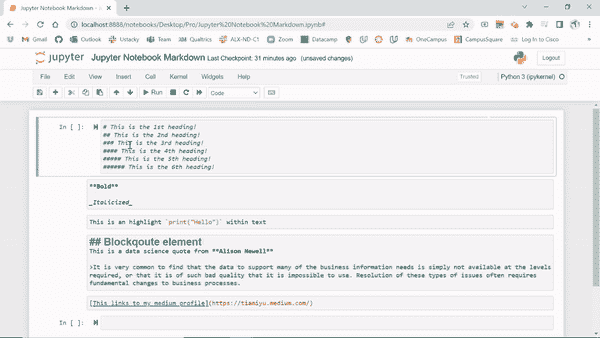 Jupyter Notebook Markdown - Ju
localhost:8888/notebooks/Desktop/Pro/Jupyter%20Notebook%20Markdown.ipynb#
Gmail Outlook Ustacky Team Qualtrics ALX-ND-C1 Zoom Datacamp OneCampus CampusSquare Log In to Cisco
jupyter Jupyter Notebook Markdown Last Checkpoint: 31 minutes ago (unsaved changes) Logout
File Edit View Insert Cell Kernel Widgets Help Trusted Python 3 (ipykernel)
Run Code
In [ ]: # This is the 1st heading!
## This is the 2nd heading!
### This is the 3rd heading!
#### This is the 4th heading!
##### This is the 5th heading!
###### This is the 6th heading!
**Bold**
_Italicized_
This is an highlight `print("Hello")` within text
## Blockqoute element
This is a data science quote from **Alison Newell**
>It is very common to find that the data to support many of the business information needs is simply not available at the levels
required, or that it is of such bad quality that it is impossible to use. Resolution of these types of issues often requires
fundamental changes to business processes.
[This links to my medium profile](https://tiamiyu.medium.com/)
In [ ]: